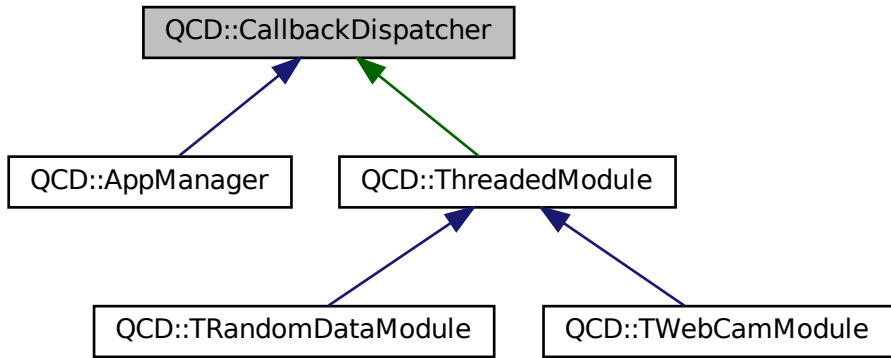 QCD::CallbackDispatcher
QCD::AppManager
QCD::ThreadedModule
QCD::TRandomDataModule
QCD::TWebCamModule